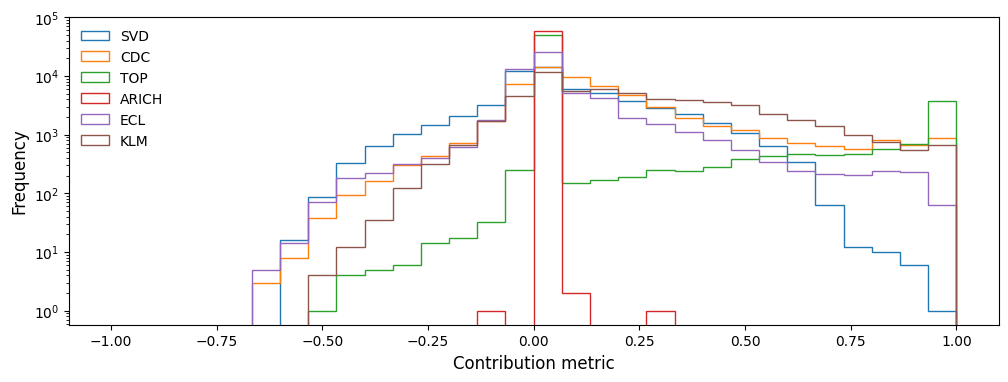 10^5
10^4
10^3
10^2
10^1
10^0
Frequency
SVD
CDC
TOP
ARICH
ECL
KLM
−1.00 −0.75 −0.50 −0.25 0.00 0.25 0.50 0.75 1.00
Contribution metric